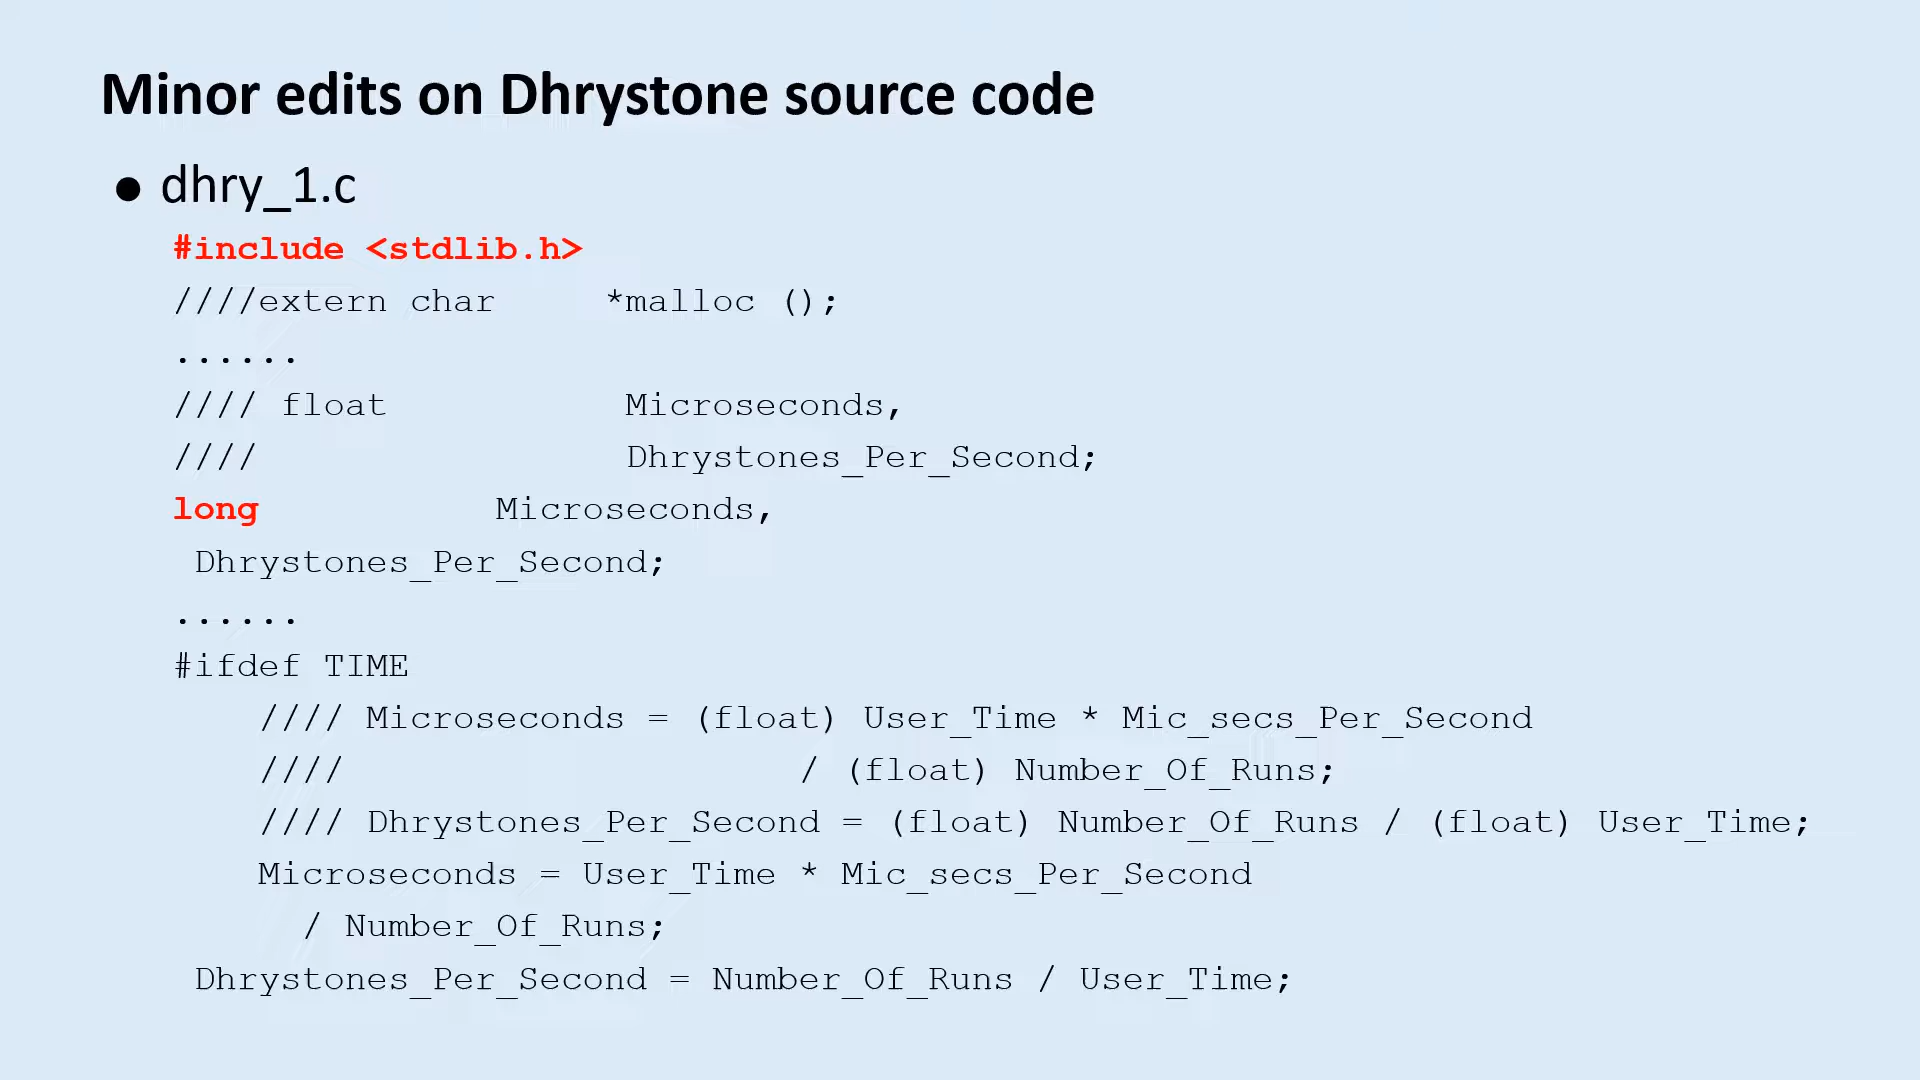 Minor edits on Dhrystone source code
● dhry_1.c
#include <stdlib.h>
////extern char     *malloc ();
......
//// float           Microseconds,
////                 Dhrystones_Per_Second;
long           Microseconds,
 Dhrystones_Per_Second;
......
#ifdef TIME
    //// Microseconds = (float) User_Time * Mic_secs_Per_Second
    ////                     / (float) Number_Of_Runs;
    //// Dhrystones_Per_Second = (float) Number_Of_Runs / (float) User_Time;
    Microseconds = User_Time * Mic_secs_Per_Second
      / Number_Of_Runs;
 Dhrystones_Per_Second = Number_Of_Runs / User_Time;